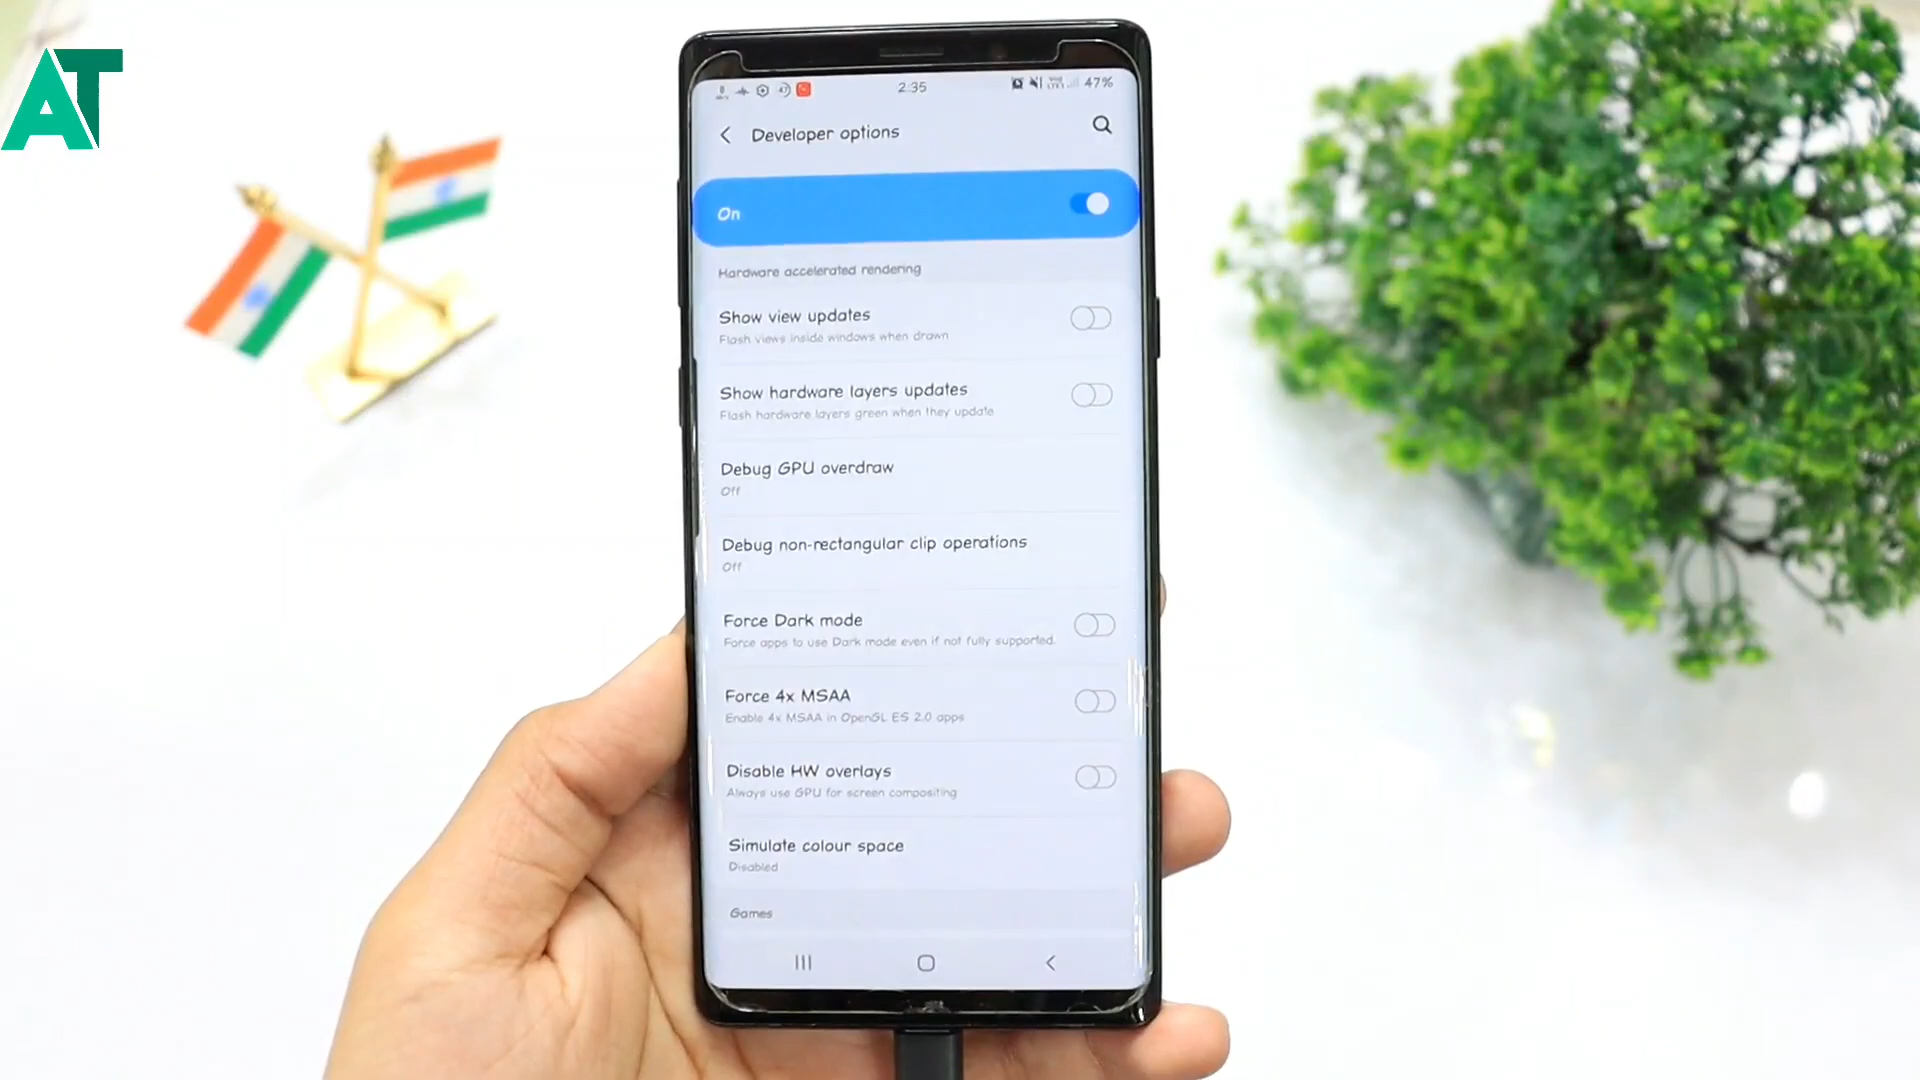 AT
2:35
47%
Developer options
On
Hardware accelerated rendering
Show view updates
Flash views inside windows when drawn
Show hardware layers updates
Flash hardware layers green when they update
Debug GPU overdraw
Off
Debug non-rectangular clip operations
Off
Force Dark mode
Force apps to use Dark mode even if not fully supported.
Force 4x MSAA
Enable 4x MSAA in OpenGL ES 2.0 apps
Disable HW overlays
Always use GPU for screen compositing
Simulate colour space
Disabled
Games